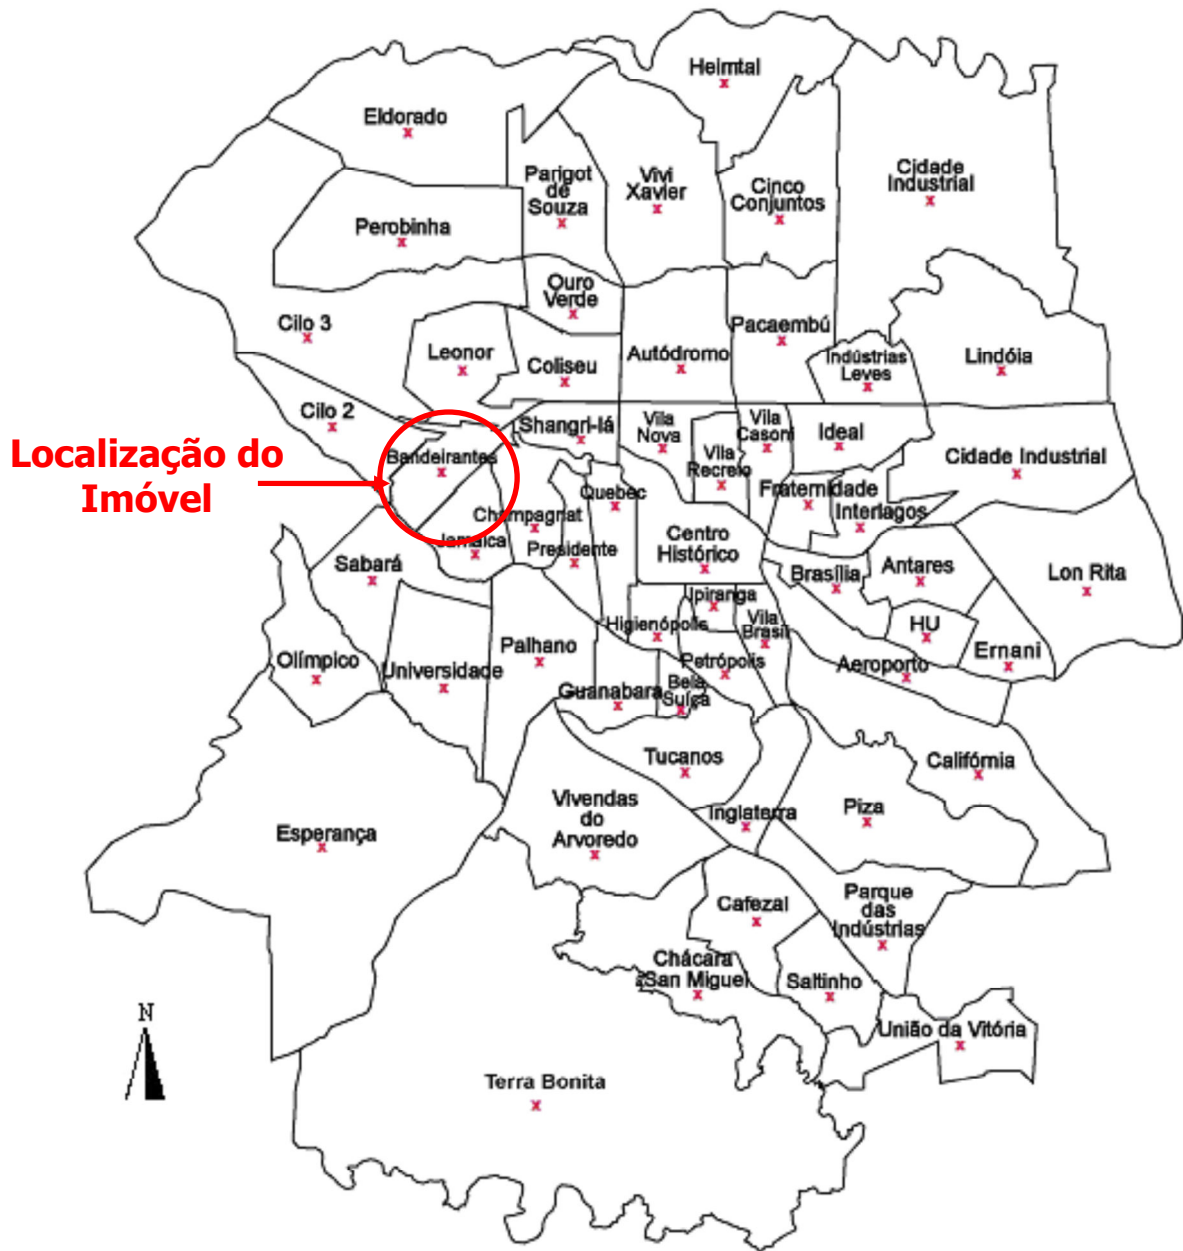 Heimtal
Eldorado
Cidade
Industrial
Parigot
de
Souza
Vivi
Xavier
Cinco
Conjuntos
Perobinha
Ouro
Verde
Cilo 3
Pacaembú
Leonor
Coliseu
Autódromo
Indústrias
Leves
Lindóia
Cilo 2
Shangri-lá
Vila
Nova
Vila
Casoni
Ideal
Localização do
Imóvel
Bandeirantes
Vila
Recreio
Cidade Industrial
Quebec
Fraternidade
Champagnat
Interlagos
Jamaica
Presidente
Centro
Histórico
Sabará
Brasília
Antares
Lon Rita
Ipiranga
Higienópolis
Vila
Brasil
HU
Olímpico
Universidade
Palhano
Petrópolis
Aeroporto
Ernani
Guanabara
Bela
Suíça
Tucanos
Califórnia
Vivendas
do
Arvoredo
Inglaterra
Piza
Esperança
Cafezal
Parque
das
Indústrias
Chácara
San Miguel
Saltinho
N
União da Vitória
Terra Bonita